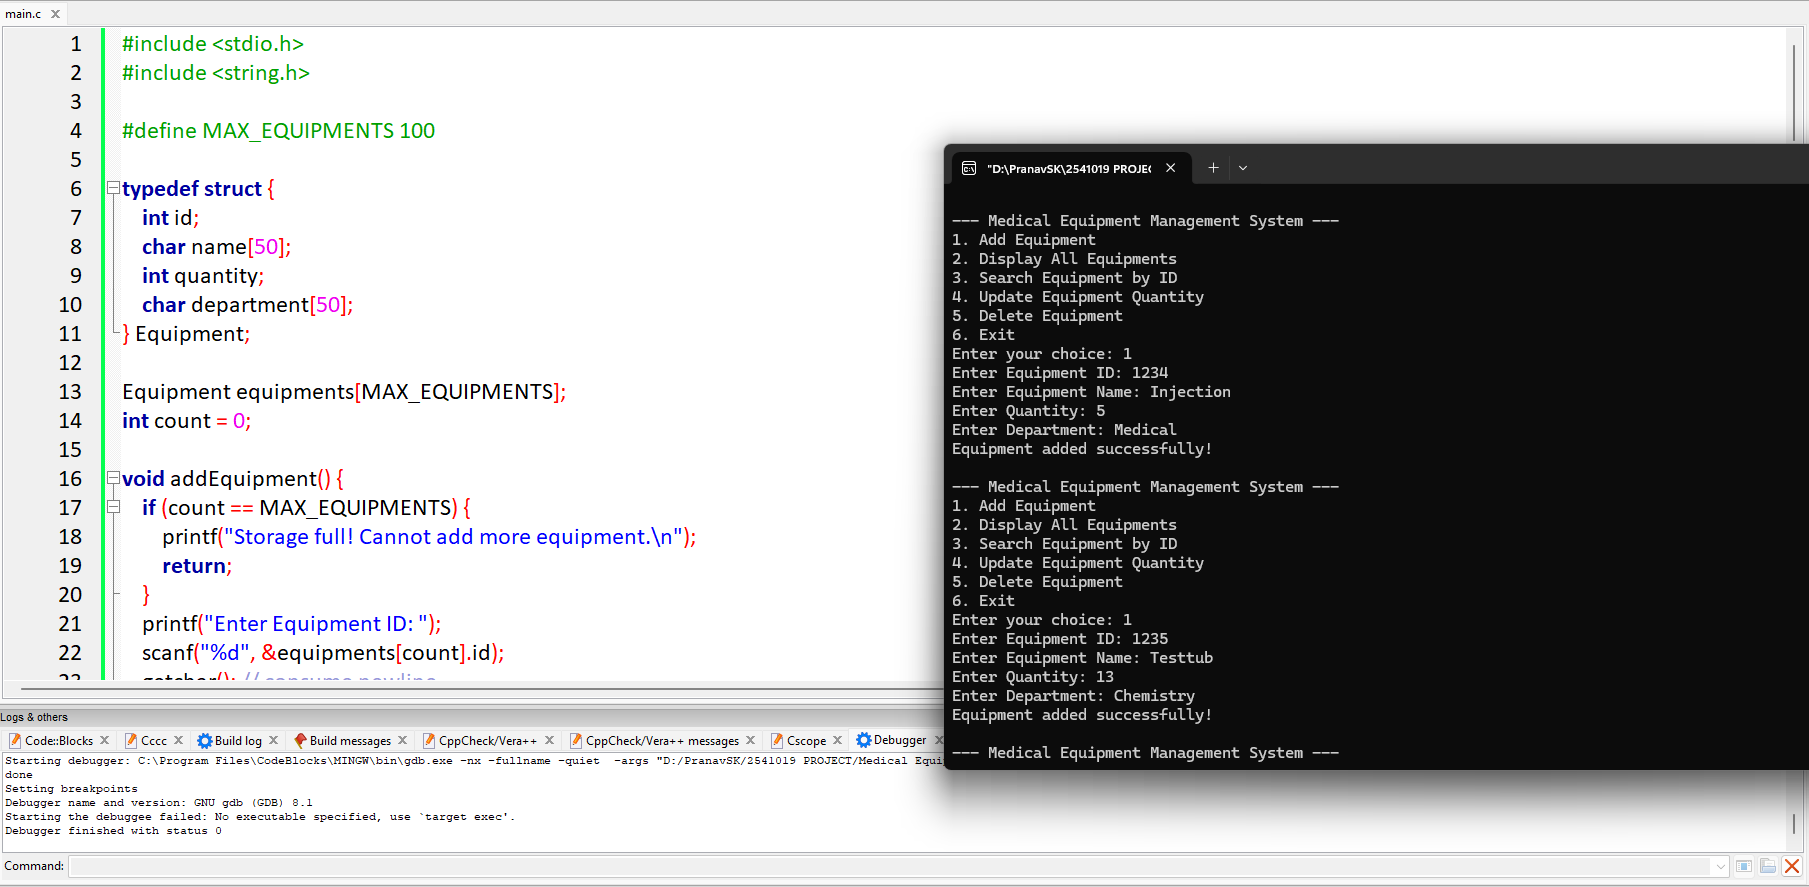 main.c
1 #include <stdio.h>
2 #include <string.h>
3
4 #define MAX_EQUIPMENTS 100
5
6 typedef struct {
7 int id;
8 char name[50];
9 int quantity;
10 char department[50];
11 } Equipment;
12
13 Equipment equipments[MAX_EQUIPMENTS];
14 int count = 0;
15
16 void addEquipment() {
17 if (count == MAX_EQUIPMENTS) {
18 printf("Storage full! Cannot add more equipment.\n");
19 return;
20 }
21 printf("Enter Equipment ID: ");
22 scanf("%d", &equipments[count].id);
23 getchar(); // consume newline
"D:\PranavSK\2541019 PROJEC
--- Medical Equipment Management System ---
1. Add Equipment
2. Display All Equipments
3. Search Equipment by ID
4. Update Equipment Quantity
5. Delete Equipment
6. Exit
Enter your choice: 1
Enter Equipment ID: 1234
Enter Equipment Name: Injection
Enter Quantity: 5
Enter Department: Medical
Equipment added successfully!
--- Medical Equipment Management System ---
1. Add Equipment
2. Display All Equipments
3. Search Equipment by ID
4. Update Equipment Quantity
5. Delete Equipment
6. Exit
Enter your choice: 1
Enter Equipment ID: 1235
Enter Equipment Name: Testtub
Enter Quantity: 13
Enter Department: Chemistry
Equipment added successfully!
--- Medical Equipment Management System ---
Logs & others
Code::Blocks Cccc Build log Build messages CppCheck/Vera++ CppCheck/Vera++ messages Cscope Debugger
Starting debugger: C:\Program Files\CodeBlocks\MINGW\bin\gdb.exe -nx -fullname -quiet -args "D:/PranavSK/2541019 PROJECT/Medical Equi
done
Setting breakpoints
Debugger name and version: GNU gdb (GDB) 8.1
Starting the debuggee failed: No executable specified, use `target exec'.
Debugger finished with status 0
Command: